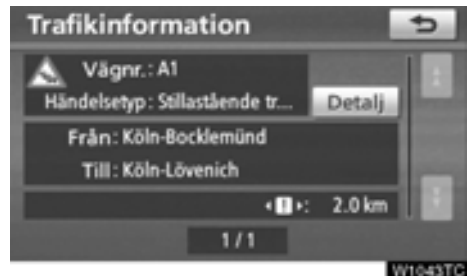 Trafikinformation
Vägnr.: A1
Händelsetyp: Stillastående tr....
Detalj
Från: Köln-Bocklemünd
Till: Köln-Lövenich
: 2.0 km
1/1
W1043TC